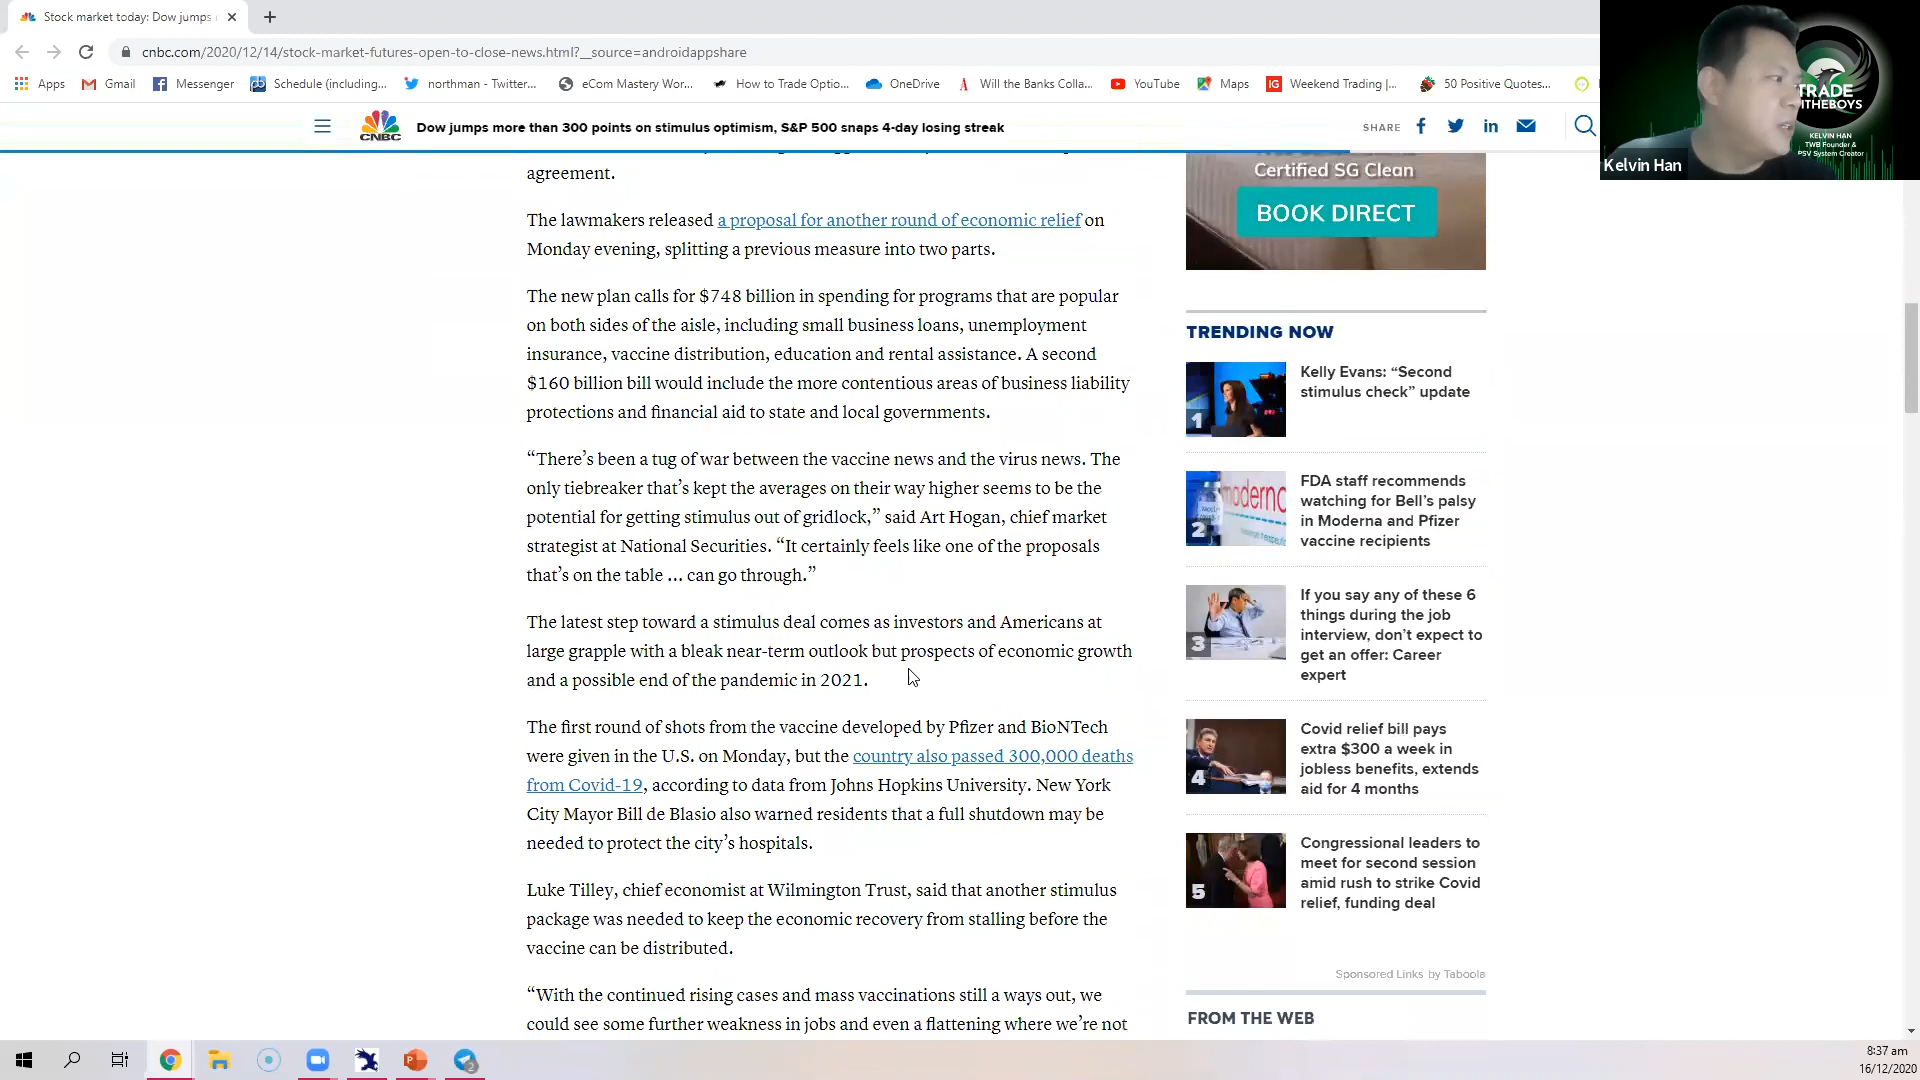 Stock market today: Dow jumps
cnbc.com/2020/12/14/stock-market-futures-open-to-close-news.html?__source=androidappshare
Apps
Gmail
Messenger
Schedule (including...
northman - Twitter...
eCom Mastery Wor...
How to Trade Optio...
OneDrive
Will the Banks Colla...
YouTube
Maps
IG
Weekend Trading |...
50 Positive Quotes...
CNBC
Dow jumps more than 300 points on stimulus optimism, S&P 500 snaps 4-day losing streak
SHARE
TRADE
KELVIN HAN
TWB Founder &
PSV System Creator
Kelvin Han
agreement.
The lawmakers released a proposal for another round of economic relief on
Monday evening, splitting a previous measure into two parts.
The new plan calls for $748 billion in spending for programs that are popular
on both sides of the aisle, including small business loans, unemployment
insurance, vaccine distribution, education and rental assistance. A second
$160 billion bill would include the more contentious areas of business liability
protections and financial aid to state and local governments.
“There’s been a tug of war between the vaccine news and the virus news. The
only tiebreaker that’s kept the averages on their way higher seems to be the
potential for getting stimulus out of gridlock,” said Art Hogan, chief market
strategist at National Securities. “It certainly feels like one of the proposals
that’s on the table … can go through.”
The latest step toward a stimulus deal comes as investors and Americans at
large grapple with a bleak near-term outlook but prospects of economic growth
and a possible end of the pandemic in 2021.
The first round of shots from the vaccine developed by Pfizer and BioNTech
were given in the U.S. on Monday, but the country also passed 300,000 deaths
from Covid-19, according to data from Johns Hopkins University. New York
City Mayor Bill de Blasio also warned residents that a full shutdown may be
needed to protect the city’s hospitals.
Luke Tilley, chief economist at Wilmington Trust, said that another stimulus
package was needed to keep the economic recovery from stalling before the
vaccine can be distributed.
“With the continued rising cases and mass vaccinations still a ways out, we
could see some further weakness in jobs and even a flattening where we’re not
Certified SG Clean
BOOK DIRECT
TRENDING NOW
1
Kelly Evans: “Second
stimulus check” update
2
FDA staff recommends
watching for Bell’s palsy
in Moderna and Pfizer
vaccine recipients
3
If you say any of these 6
things during the job
interview, don’t expect to
get an offer: Career
expert
4
Covid relief bill pays
extra $300 a week in
jobless benefits, extends
aid for 4 months
5
Congressional leaders to
meet for second session
amid rush to strike Covid
relief, funding deal
Sponsored Links by Taboola
FROM THE WEB
8:37 am
16/12/2020